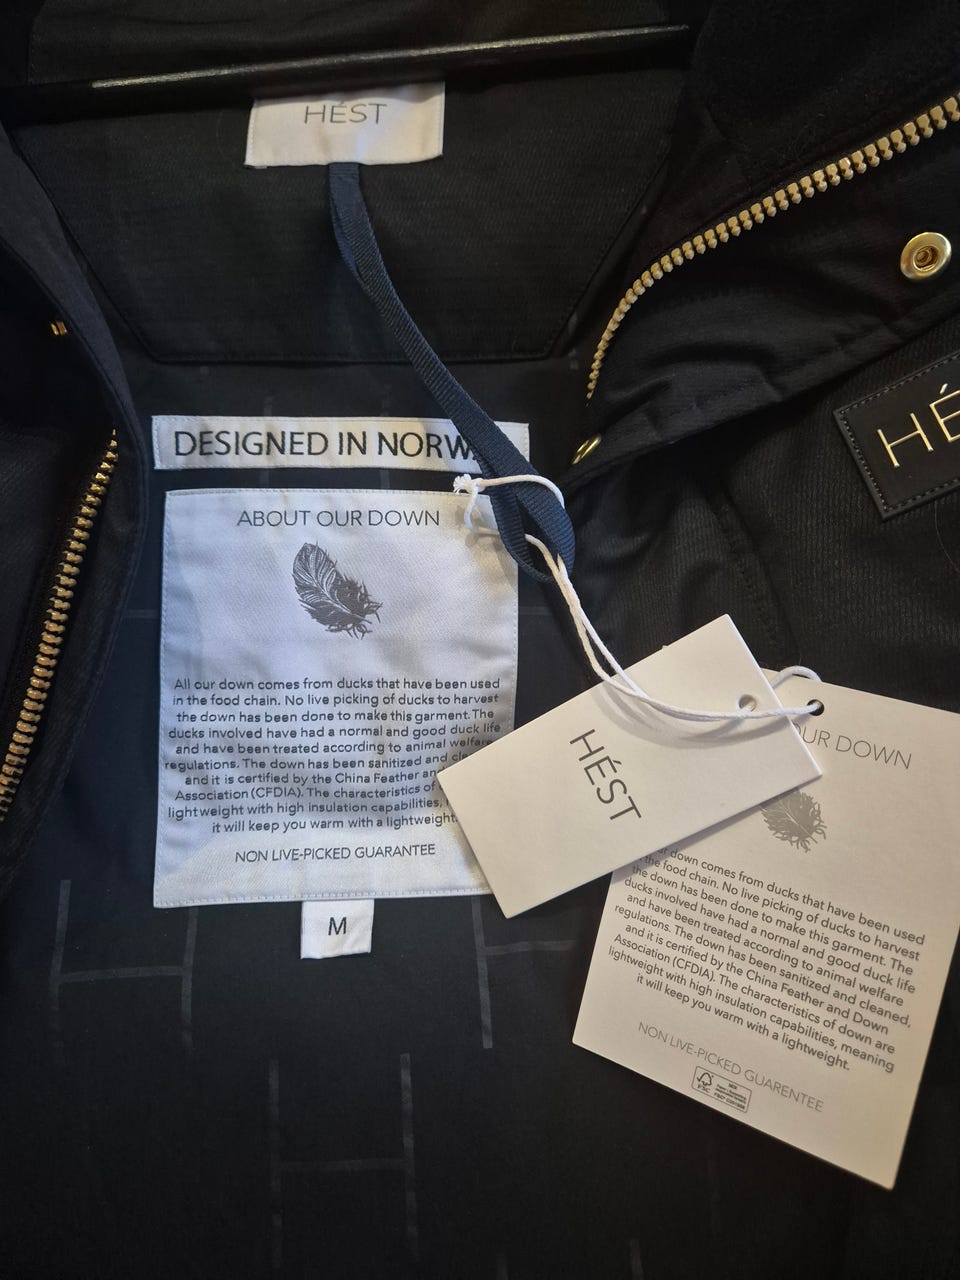 HÉST
DESIGNED IN
ABOUT OUR DOWN
All our down comes from ducks that have been used
in the food chain. No live picking of ducks to harvest
the down has been done to make this garment. The
ducks involved have had a normal and good duck life
and have been treated according to animal welfare
regulations. The down has been sanitized and
and it is certified by the China Feather
Association (CFDIA). The characteristics of
lightweight with high insulation capabilities,
it will keep you warm with a lightweight.
NON LIVE-PICKED GUARANTEE
M
HÉST
OUR DOWN
down comes from ducks that have been used
the food chain. No live picking of ducks to harvest
the down has been done to make this garment. The
ducks involved have had a normal and good duck life
and have been treated according to animal welfare
regulations. The down has been sanitized and cleaned,
and it is certified by the China Feather and Down
Association (CFDIA). The characteristics of down are
lightweight with high insulation capabilities, meaning
it will keep you warm with a lightweight.
NON LIVE-PICKED GUARENTEE
FSC
MIX
HÉ